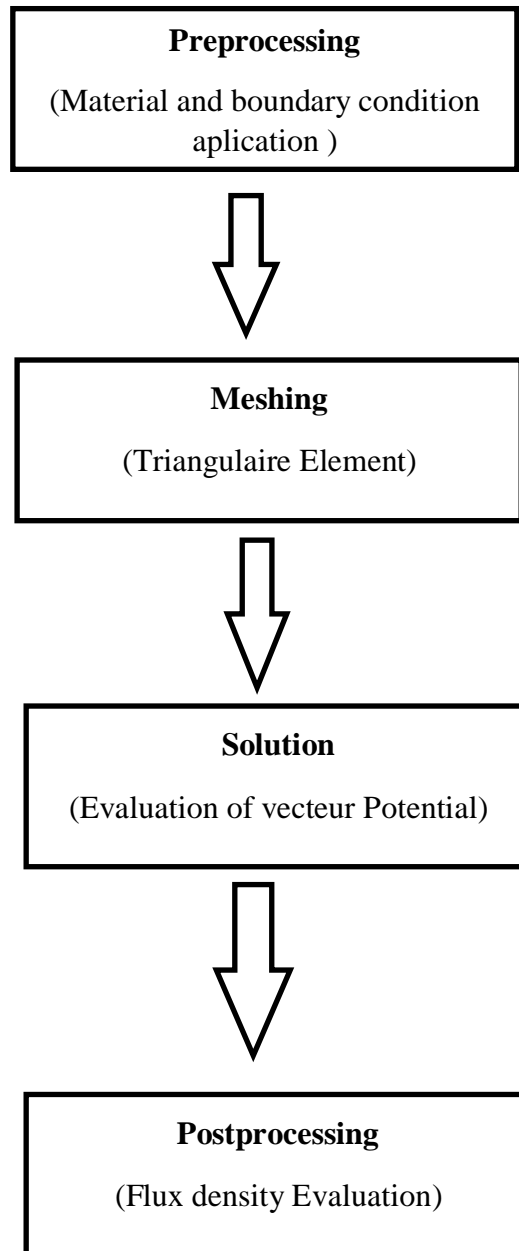 Preprocessing
(Material and boundary condition
aplication )
Meshing
(Triangulaire Element)
Solution
(Evaluation of vecteur Potential)
Postprocessing
(Flux density Evaluation)